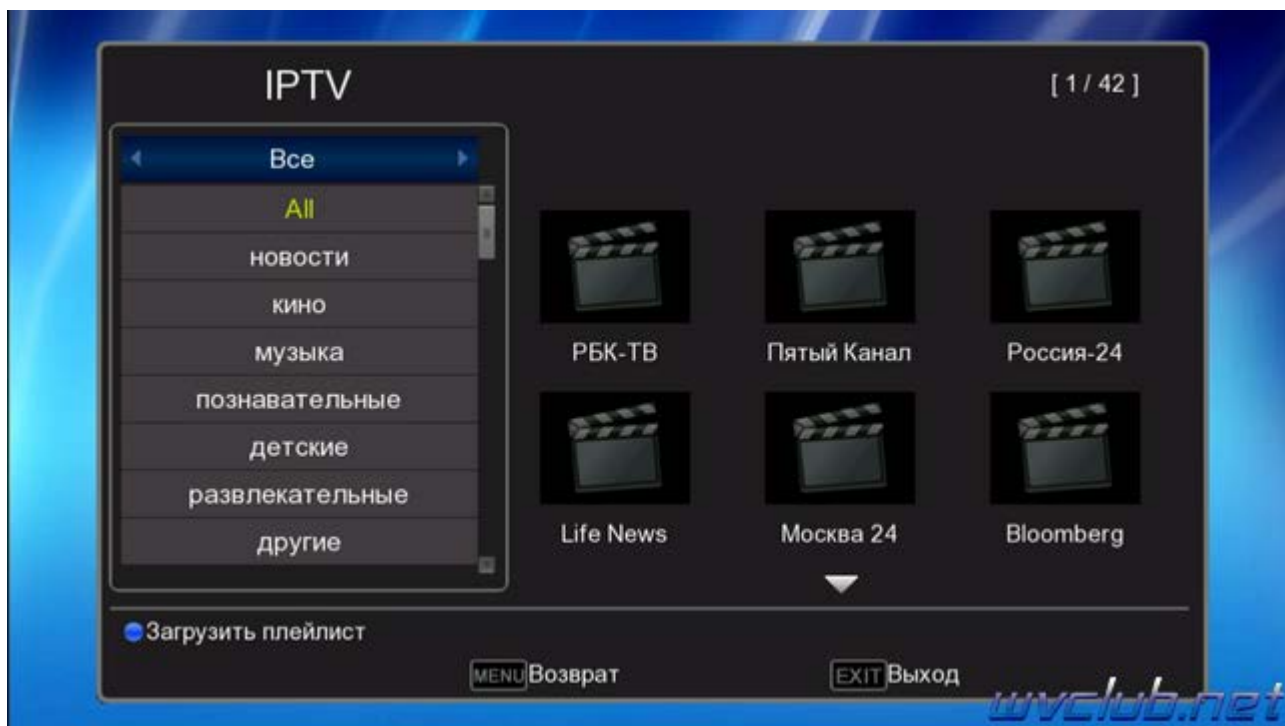 IPTV
[ 1 / 42 ]
Все
All
новости
кино
музыка
познавательные
детские
развлекательные
другие
РБК-ТВ
Пятый Канал
Россия-24
Life News
Москва 24
Bloomberg
Загрузить плейлист
MENU Возврат
EXIT Выход
wvclub.net